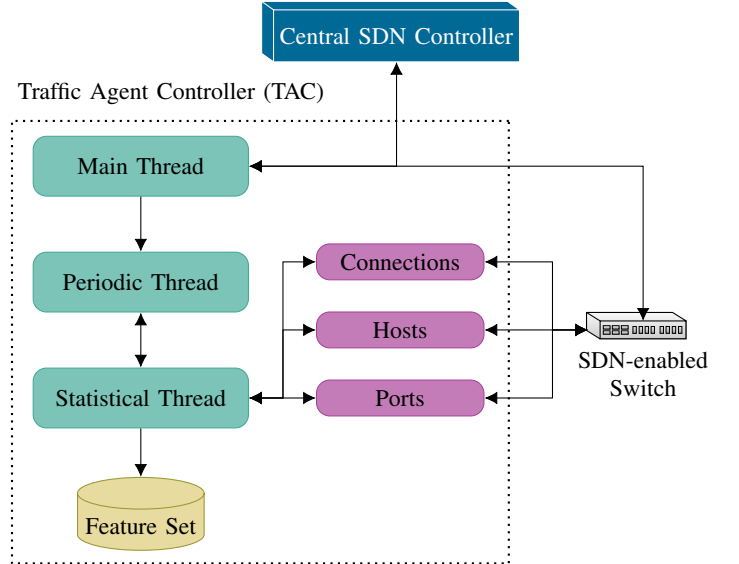 Central SDN Controller
Traffic Agent Controller (TAC)
Main Thread
Periodic Thread
Connections
Hosts
SDN-enabled
Switch
Statistical Thread
Ports
Feature Set